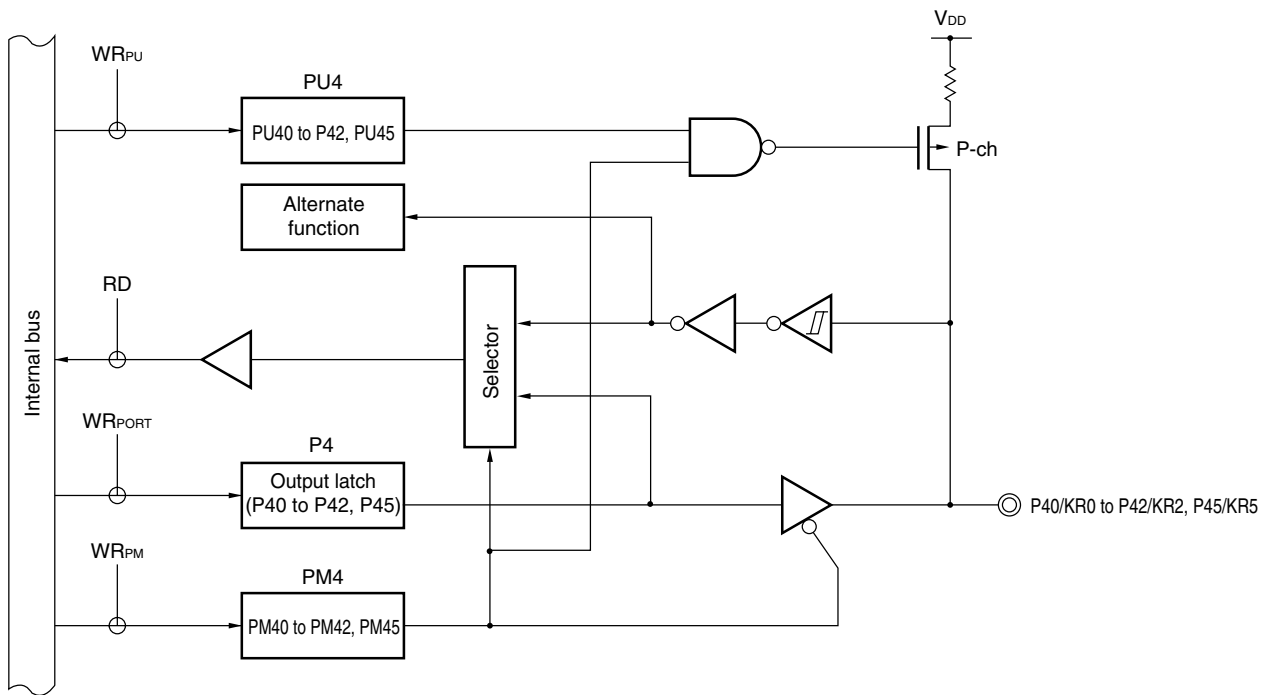 VDD
WRPU
PU4
PU40 to P42, PU45
P-ch
Alternate
function
RD
Selector
Internal bus
WRPORT
P4
Output latch
(P40 to P42, P45)
P40/KR0 to P42/KR2, P45/KR5
WRPM
PM4
PM40 to PM42, PM45